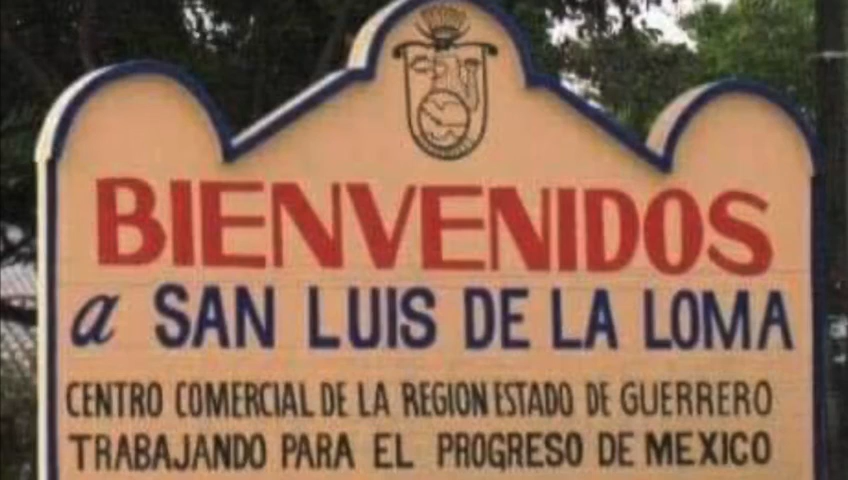 BIENVENIDOS
a SAN LUIS DE LA LOMA
CENTRO COMERCIAL DE LA REGION ESTADO DE GUERRERO
TRABAJANDO PARA EL PROGRESO DE MEXICO